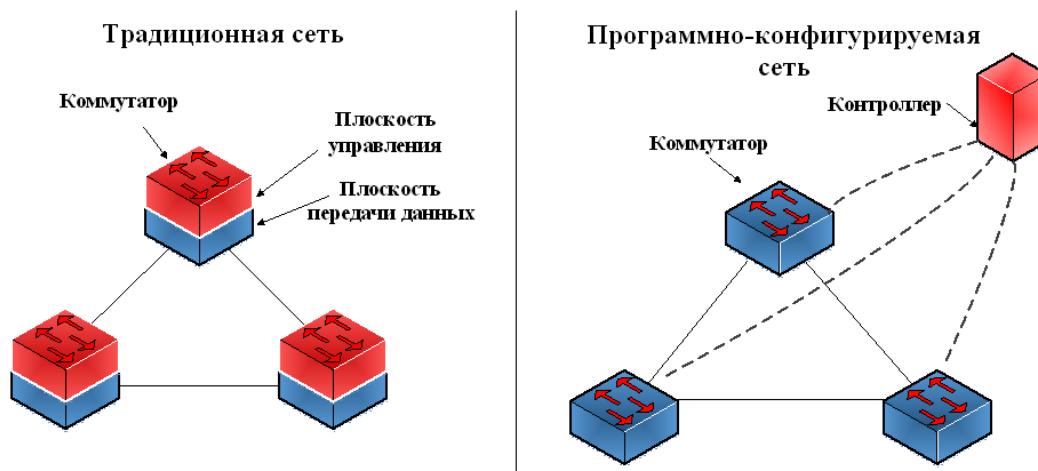 Традиционная сеть
Коммутатор
Плоскость
управления
Плоскость
передачи данных
Программно-конфигурируемая
сеть
Контроллер
Коммутатор